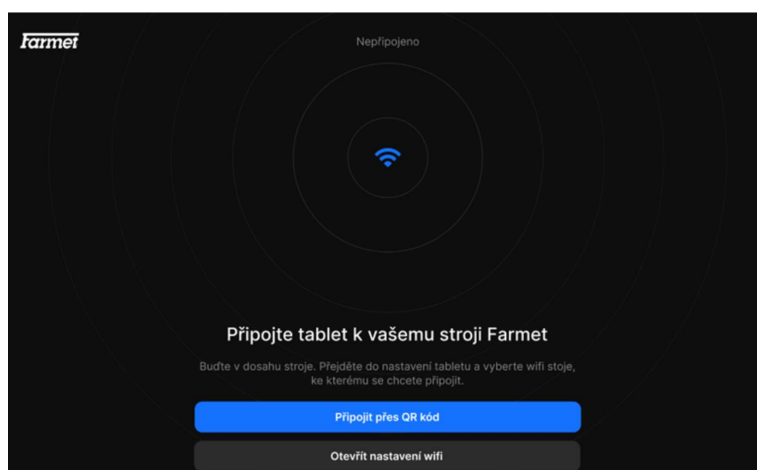 Farmet
Nepřipojeno
Připojte tablet k vašemu stroji Farmet
Buďte v dosahu stroje. Přejděte do nastavení tabletu a vyberte wifi stoje,
ke kterému se chcete připojit.
Připojit přes QR kód
Otevřít nastavení wifi